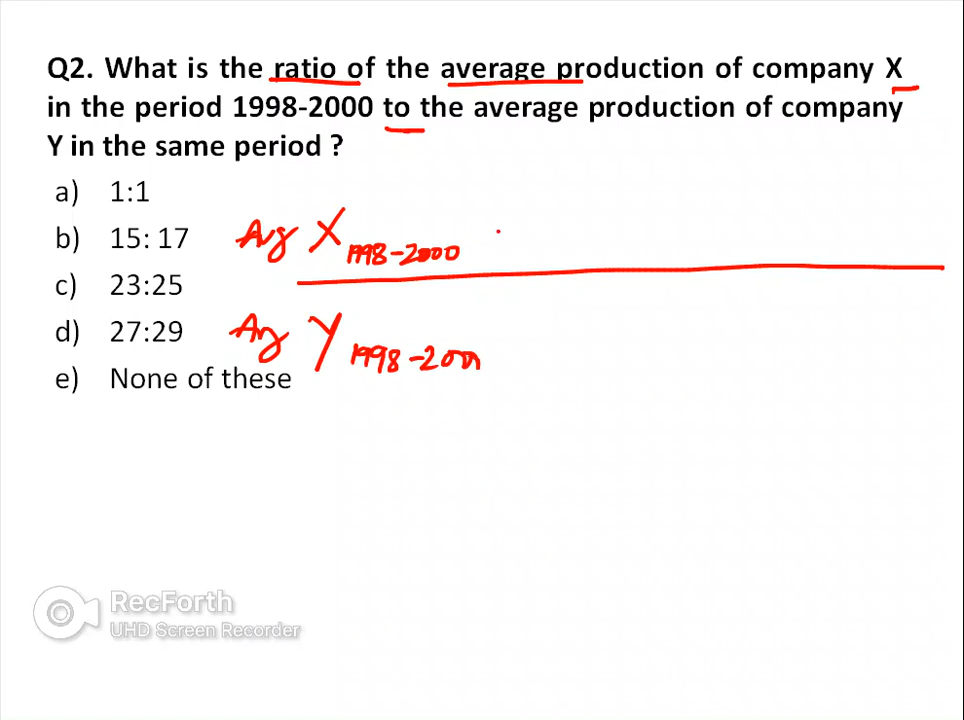 Q2. What is the ratio of the average production of company X
in the period 1998-2000 to the average production of company
Y in the same period ?
a) 1:1
b) 15: 17
Avg X 1998-2000
c) 23:25
d) 27:29
Avg Y 1998-2000
e) None of these
RecForth
UHD Screen Recorder